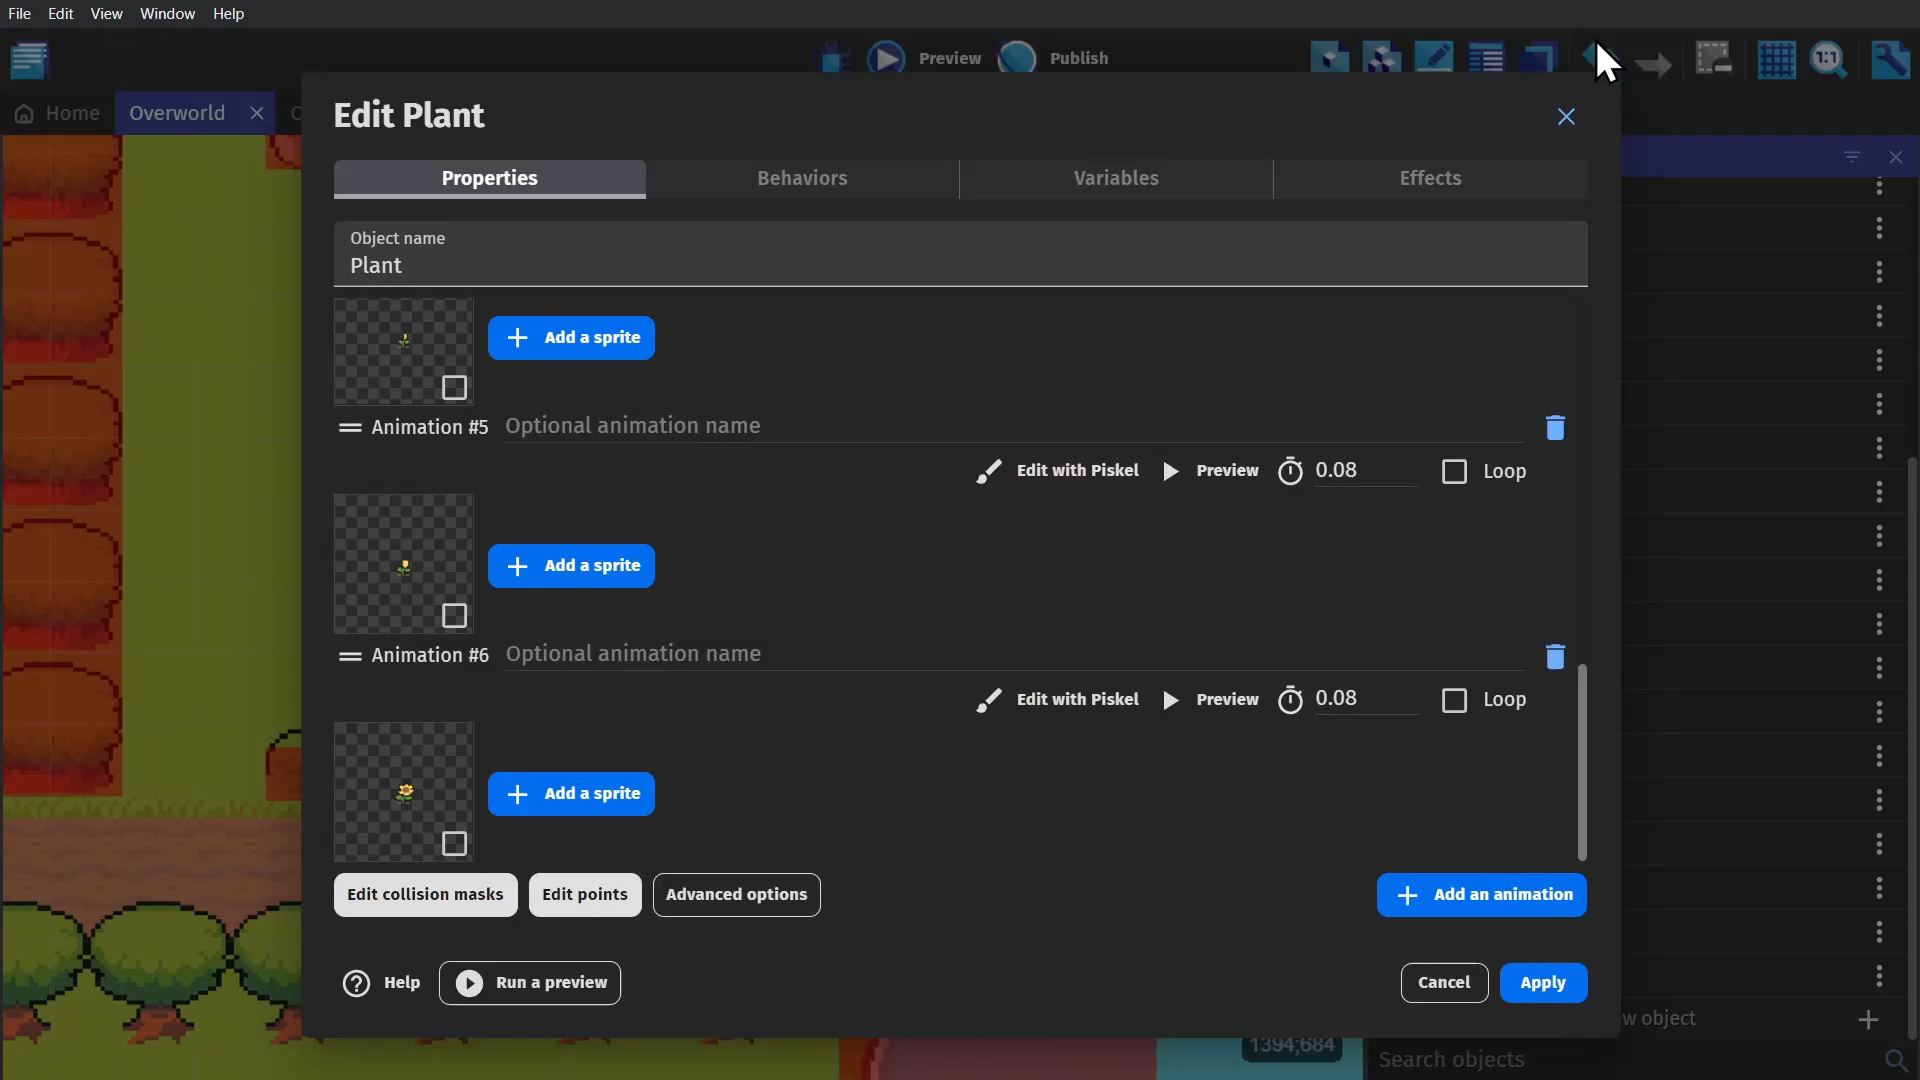 File Edit View Window Help
Preview Publish 1:1
Home Overworld
Edit Plant
Properties Behaviors Variables Effects
Object name
Plant
Add a sprite
Animation #5 Optional animation name
Edit with Piskel Preview 0.08 Loop
Add a sprite
Animation #6 Optional animation name
Edit with Piskel Preview 0.08 Loop
Add a sprite
Edit collision masks Edit points Advanced options Add an animation
Help Run a preview Cancel Apply
w object
1394;684
Search objects